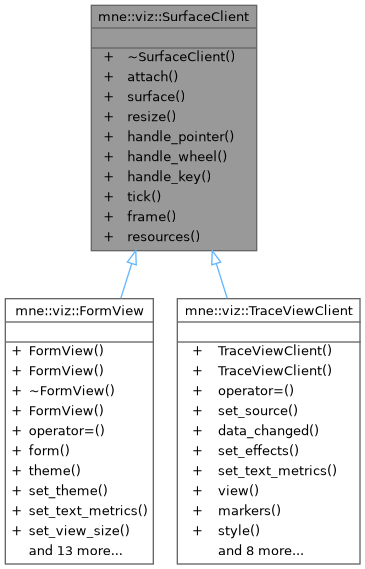 mne::viz::SurfaceClient
+ ~SurfaceClient()
+ attach()
+ surface()
+ resize()
+ handle_pointer()
+ handle_wheel()
+ handle_key()
+ tick()
+ frame()
+ resources()
mne::viz::FormView
+ FormView()
+ FormView()
+ ~FormView()
+ FormView()
+ operator=()
+ form()
+ theme()
+ set_theme()
+ set_text_metrics()
+ set_view_size()
and 13 more...
mne::viz::TraceViewClient
+ TraceViewClient()
+ TraceViewClient()
+ operator=()
+ set_source()
+ data_changed()
+ set_effects()
+ set_text_metrics()
+ view()
+ markers()
+ style()
and 8 more...